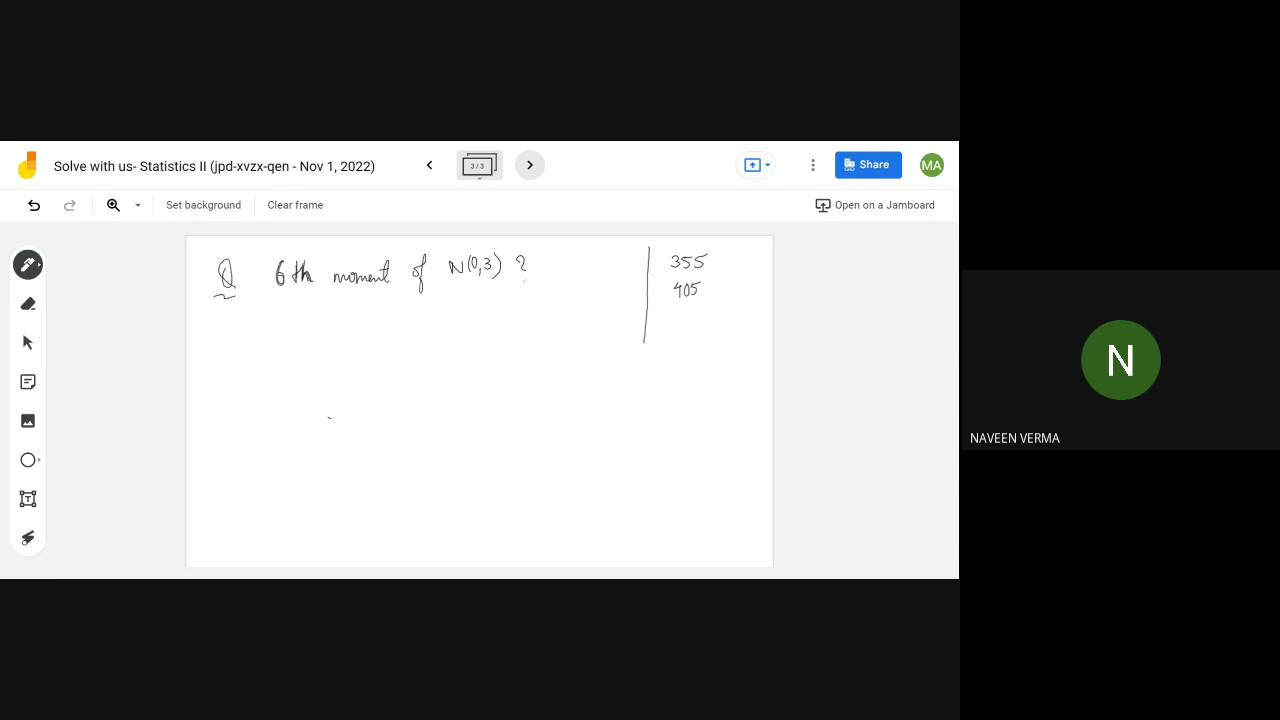 Solve with us- Statistics II (jpd-xvzx-qen - Nov 1, 2022)
3 / 3
Share
MA
Set background
Clear frame
Open on a Jamboard
Q 6th moment of N(0,3) ?
355
405
N
NAVEEN VERMA